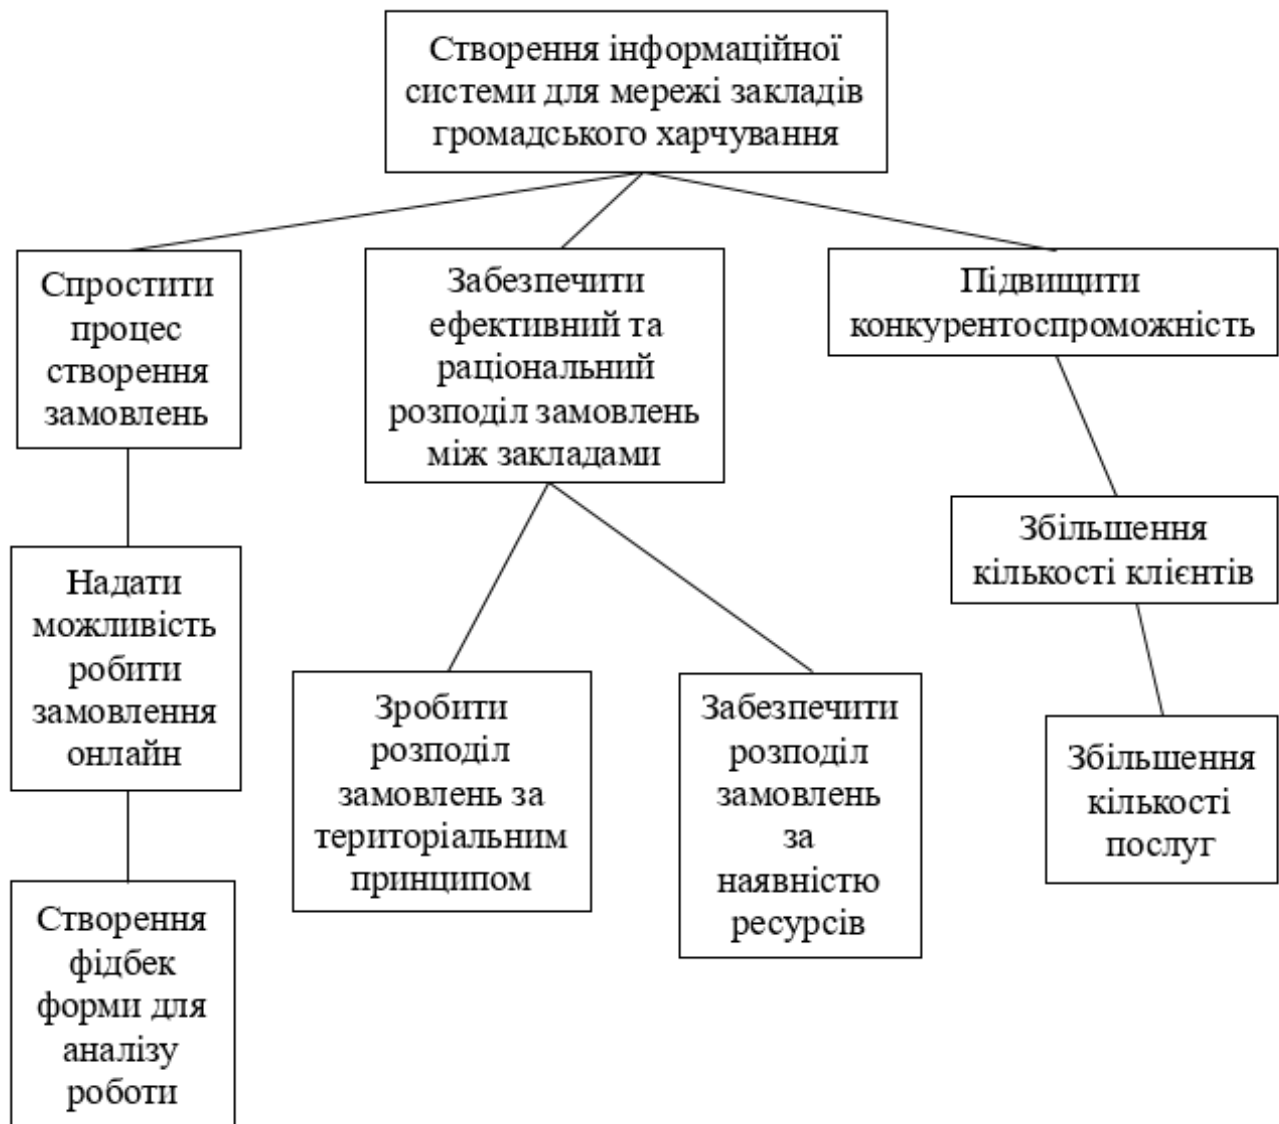 Створення інформаційної
системи для мережі закладів
громадського харчування
Спростити
процес
створення
замовлень
Забезпечити
ефективний та
раціональний
розподіл замовлень
між закладами
Підвищити
конкурентоспроможність
Надати
можливість
робити
замовлення
онлайн
Збільшення
кількості клієнтів
Зробити
розподіл
замовлень за
територіальним
принципом
Забезпечити
розподіл
замовлень
за
наявністю
ресурсів
Збільшення
кількості
послуг
Створення
фідбек
форми для
аналізу
роботи